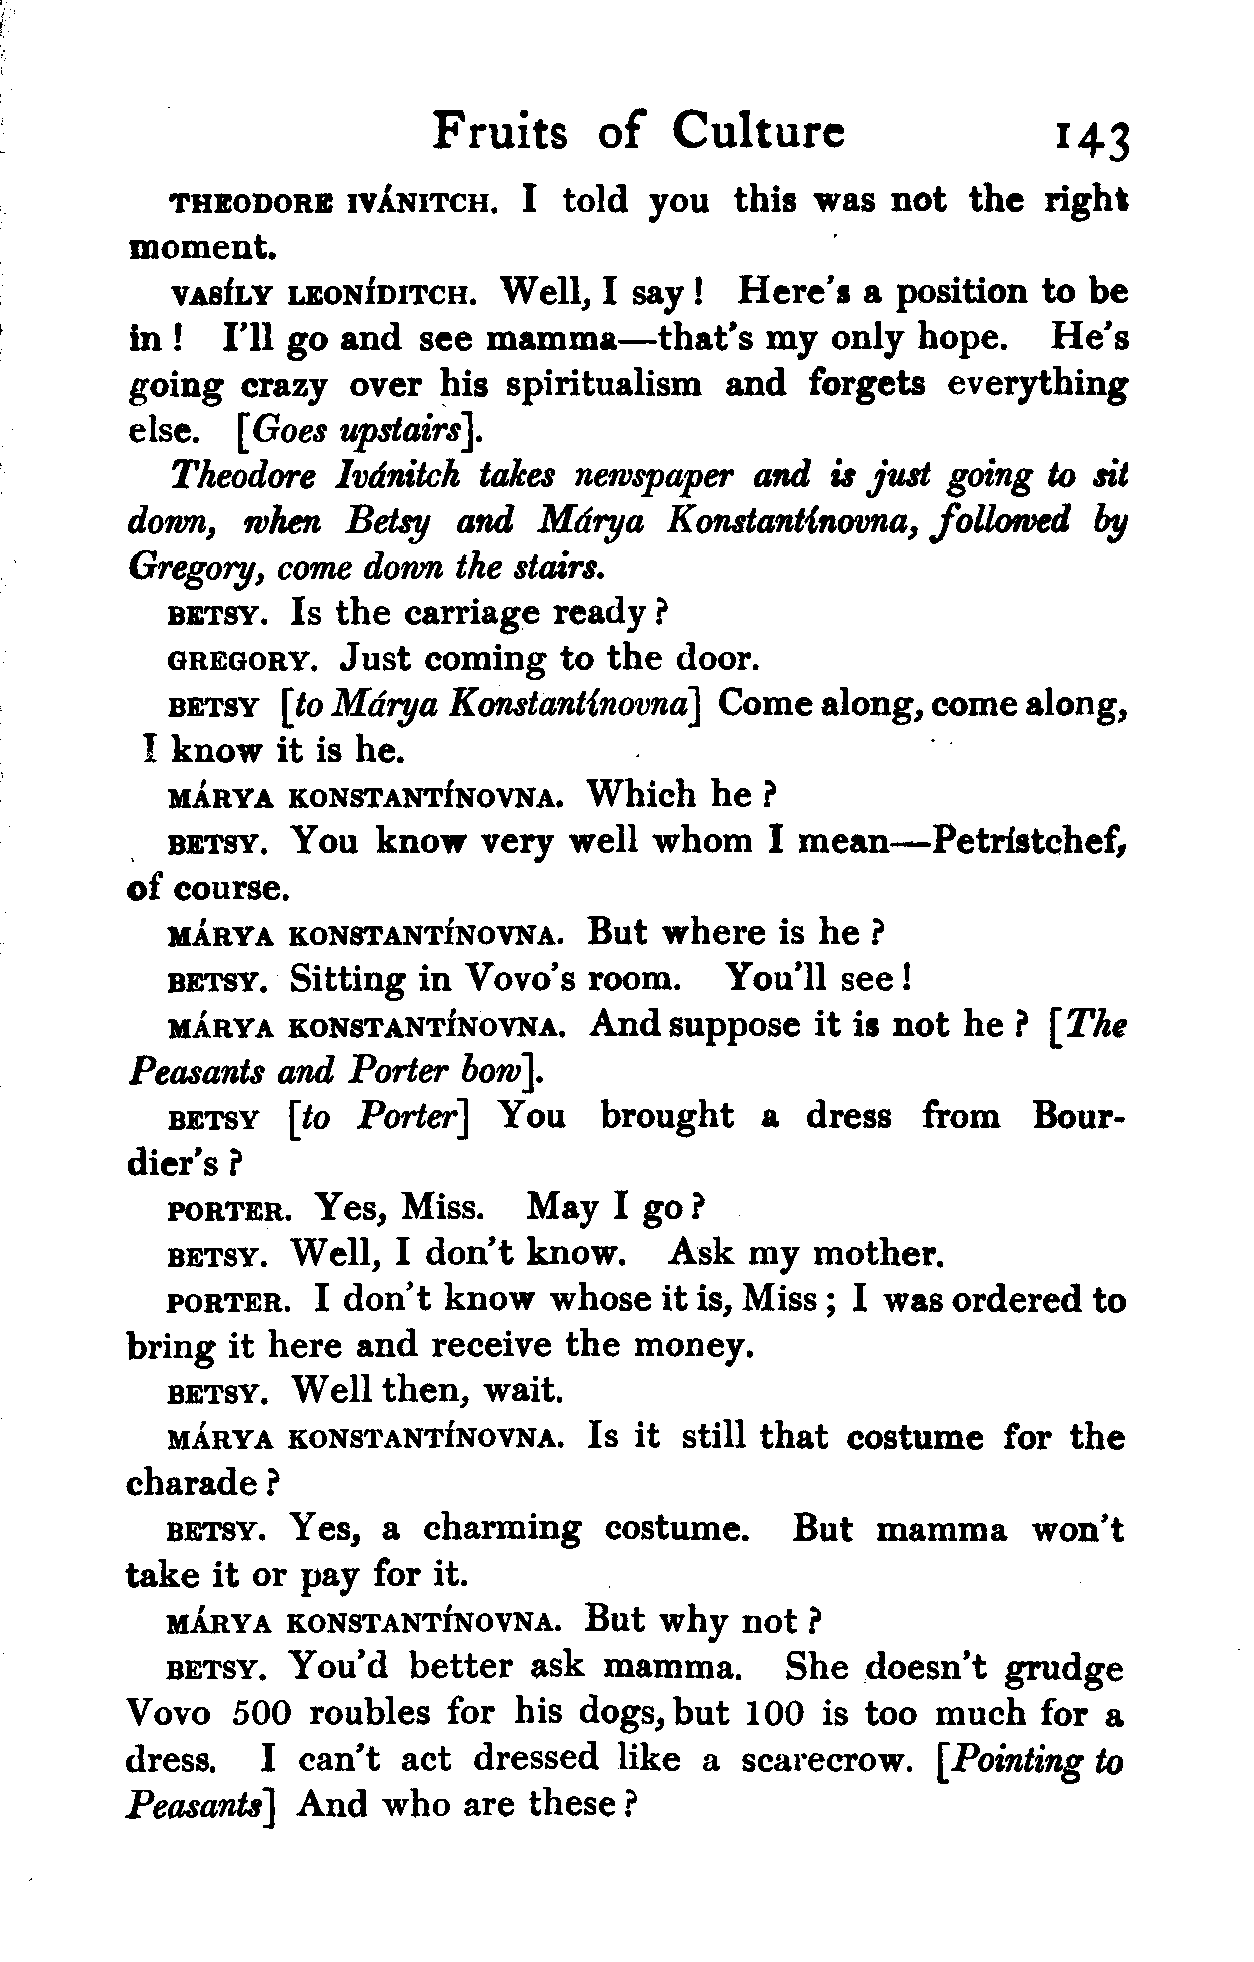 Fruits of Culture 143
THEODORE IVÁNITCH. I told you this was not the right
moment.
VASÍLY LEONÍDITCH. Well, I say! Here's a position to be
in! I'll go and see mamma—that's my only hope. He's
going crazy over his spiritualism and forgets everything
else. [Goes upstairs].
Theodore Ivánitch takes newspaper and is just going to sit
down, when Betsy and Márya Konstantínovna, followed by
Gregory, come down the stairs.
BETSY. Is the carriage ready?
GREGORY. Just coming to the door.
BETSY [to Márya Konstantínovna] Come along, come along,
I know it is he.
MÁRYA KONSTANTÍNOVNA. Which he?
BETSY. You know very well whom I mean—Petrístchef,
of course.
MÁRYA KONSTANTÍNOVNA. But where is he?
BETSY. Sitting in Vovo's room. You'll see!
MÁRYA KONSTANTÍNOVNA. And suppose it is not he? [The
Peasants and Porter bow].
BETSY [to Porter] You brought a dress from Bour-
dier's?
PORTER. Yes, Miss. May I go?
BETSY. Well, I don't know. Ask my mother.
PORTER. I don't know whose it is, Miss; I was ordered to
bring it here and receive the money.
BETSY. Well then, wait.
MÁRYA KONSTANTÍNOVNA. Is it still that costume for the
charade?
BETSY. Yes, a charming costume. But mamma won't
take it or pay for it.
MÁRYA KONSTANTÍNOVNA. But why not?
BETSY. You'd better ask mamma. She doesn't grudge
Vovo 500 roubles for his dogs, but 100 is too much for a
dress. I can't act dressed like a scarecrow. [Pointing to
Peasants] And who are these?